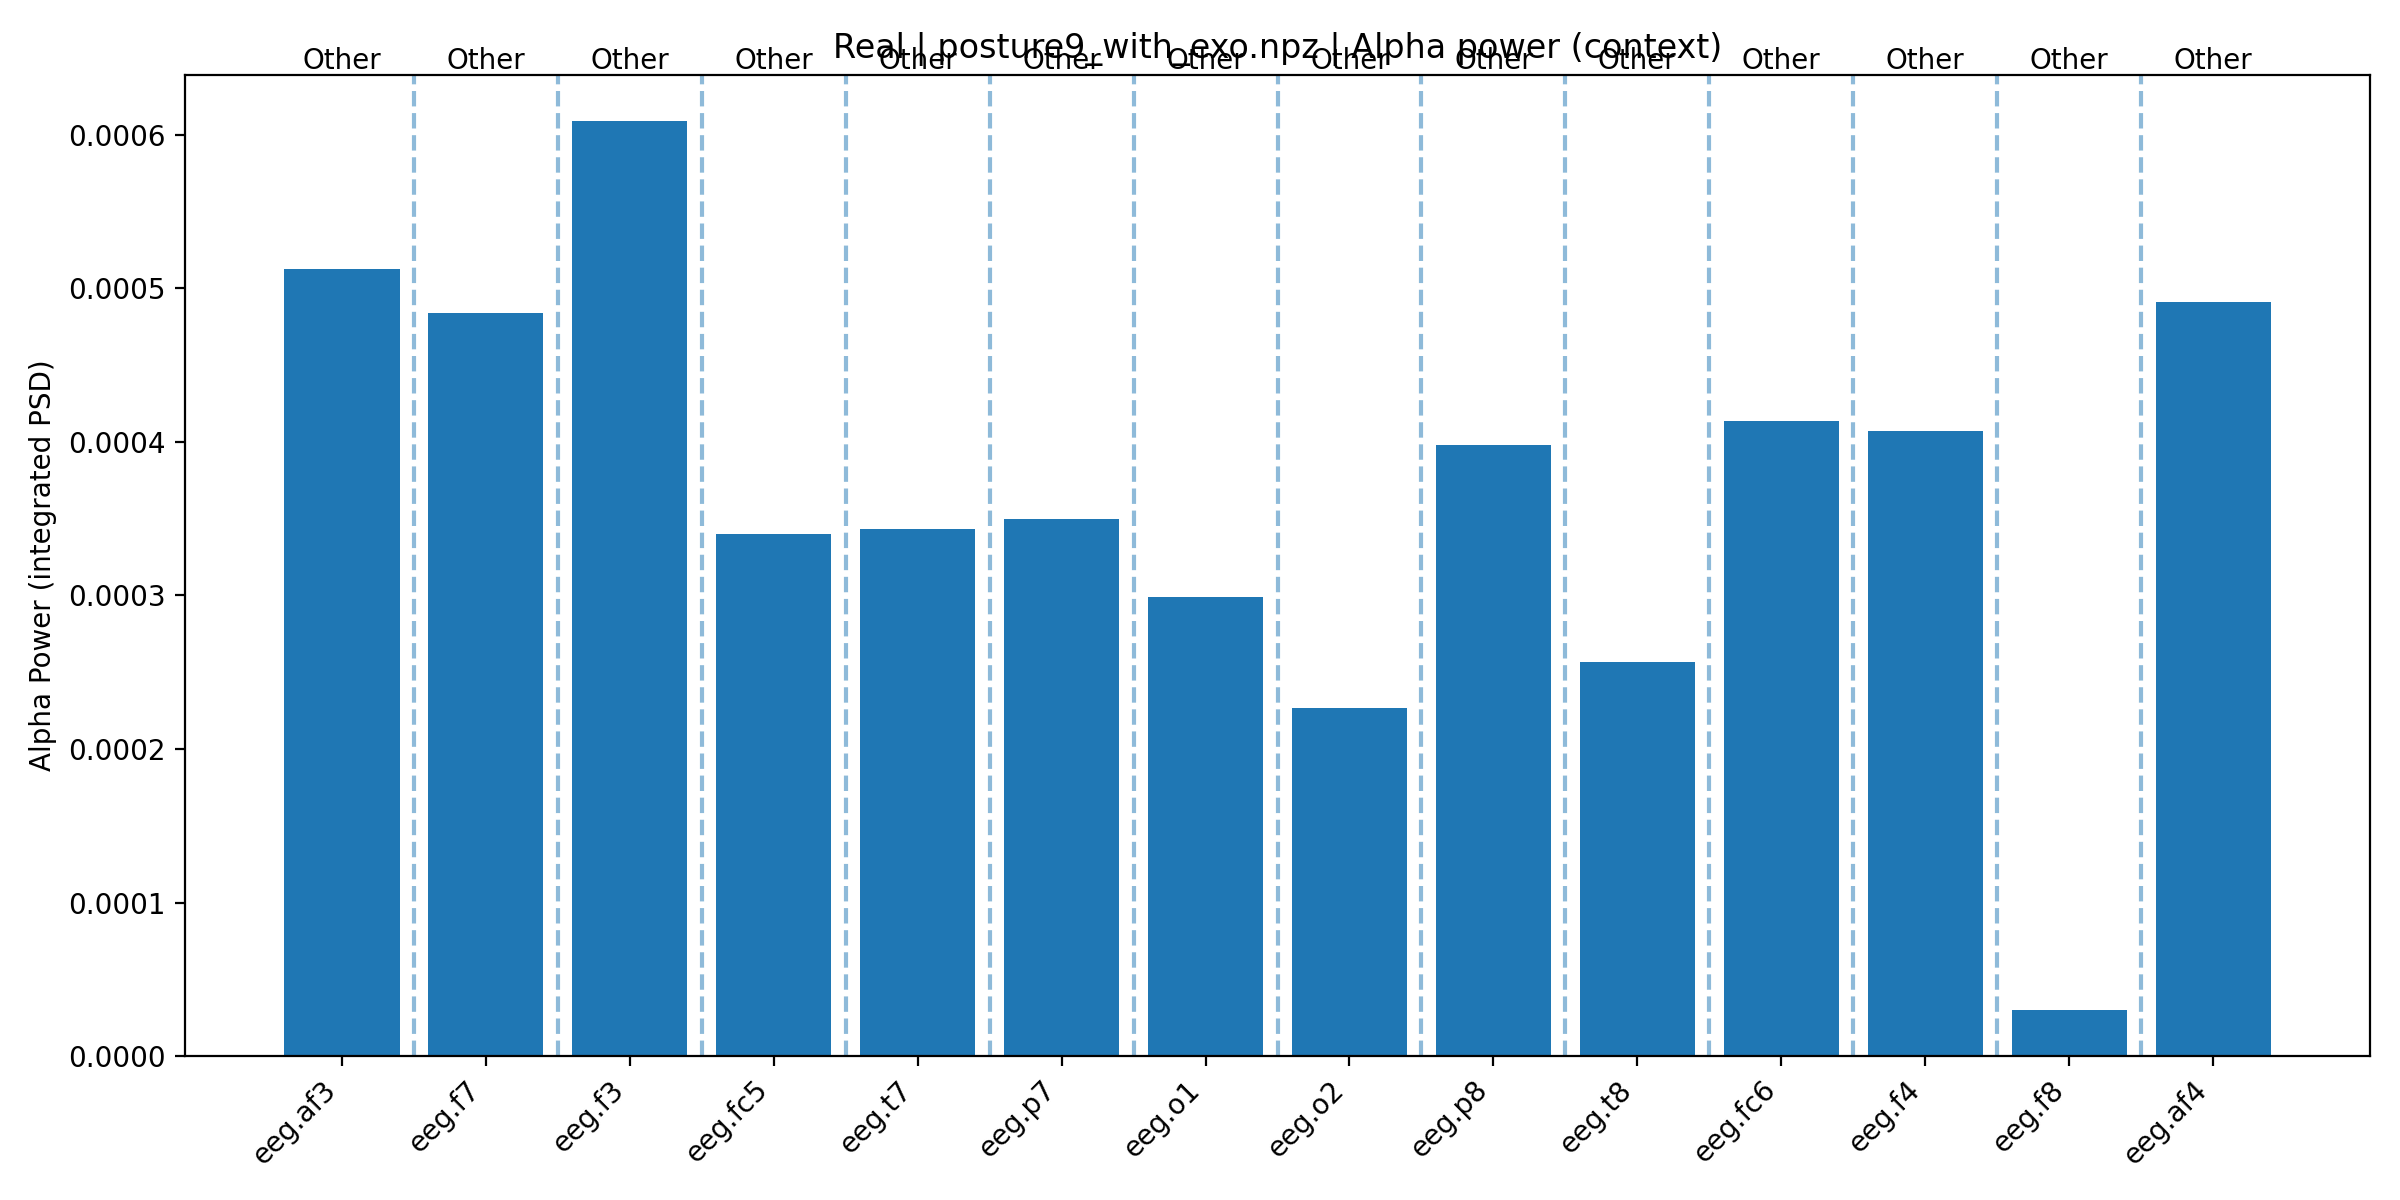 Real | posture9_with_exo.npz | Alpha power (context)
Other Other Other Other Other Other Other Other Other Other Other Other Other Other
Alpha Power (integrated PSD)
0.0006
0.0005
0.0004
0.0003
0.0002
0.0001
0.0000
eeg.af3 eeg.f7 eeg.f3 eeg.fc5 eeg.t7 eeg.p7 eeg.o1 eeg.o2 eeg.p8 eeg.t8 eeg.fc6 eeg.f4 eeg.f8 eeg.af4